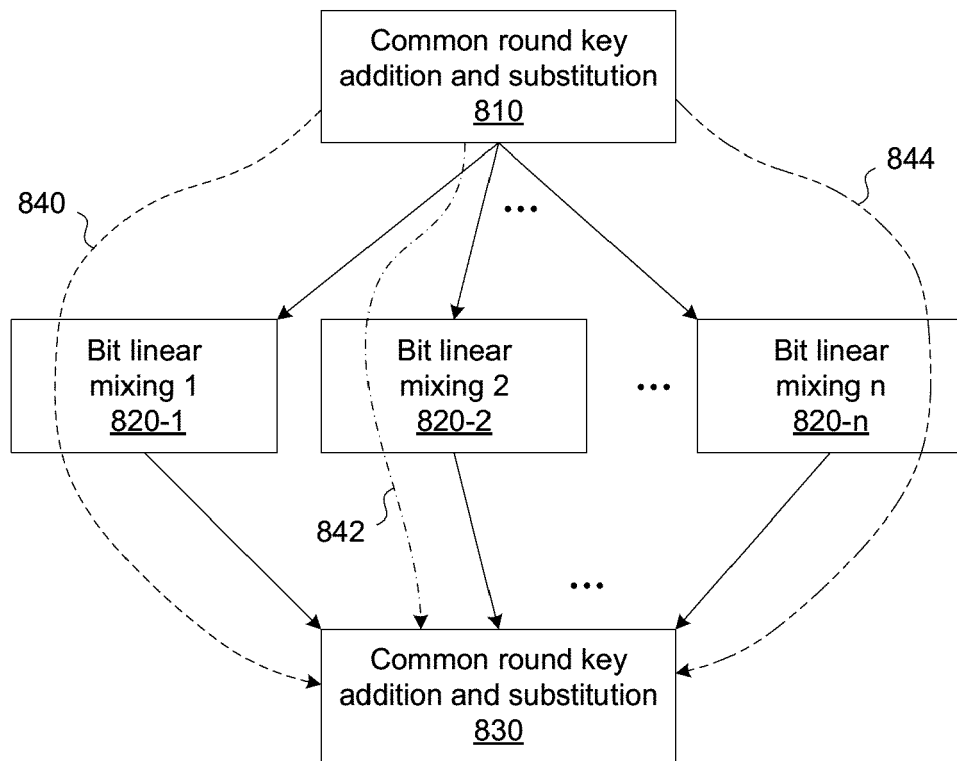 Common round key
addition and substitution
810
840
844
...
Bit linear
mixing 1
820-1
Bit linear
mixing 2
820-2
...
Bit linear
mixing n
820-n
842
...
Common round key
addition and substitution
830